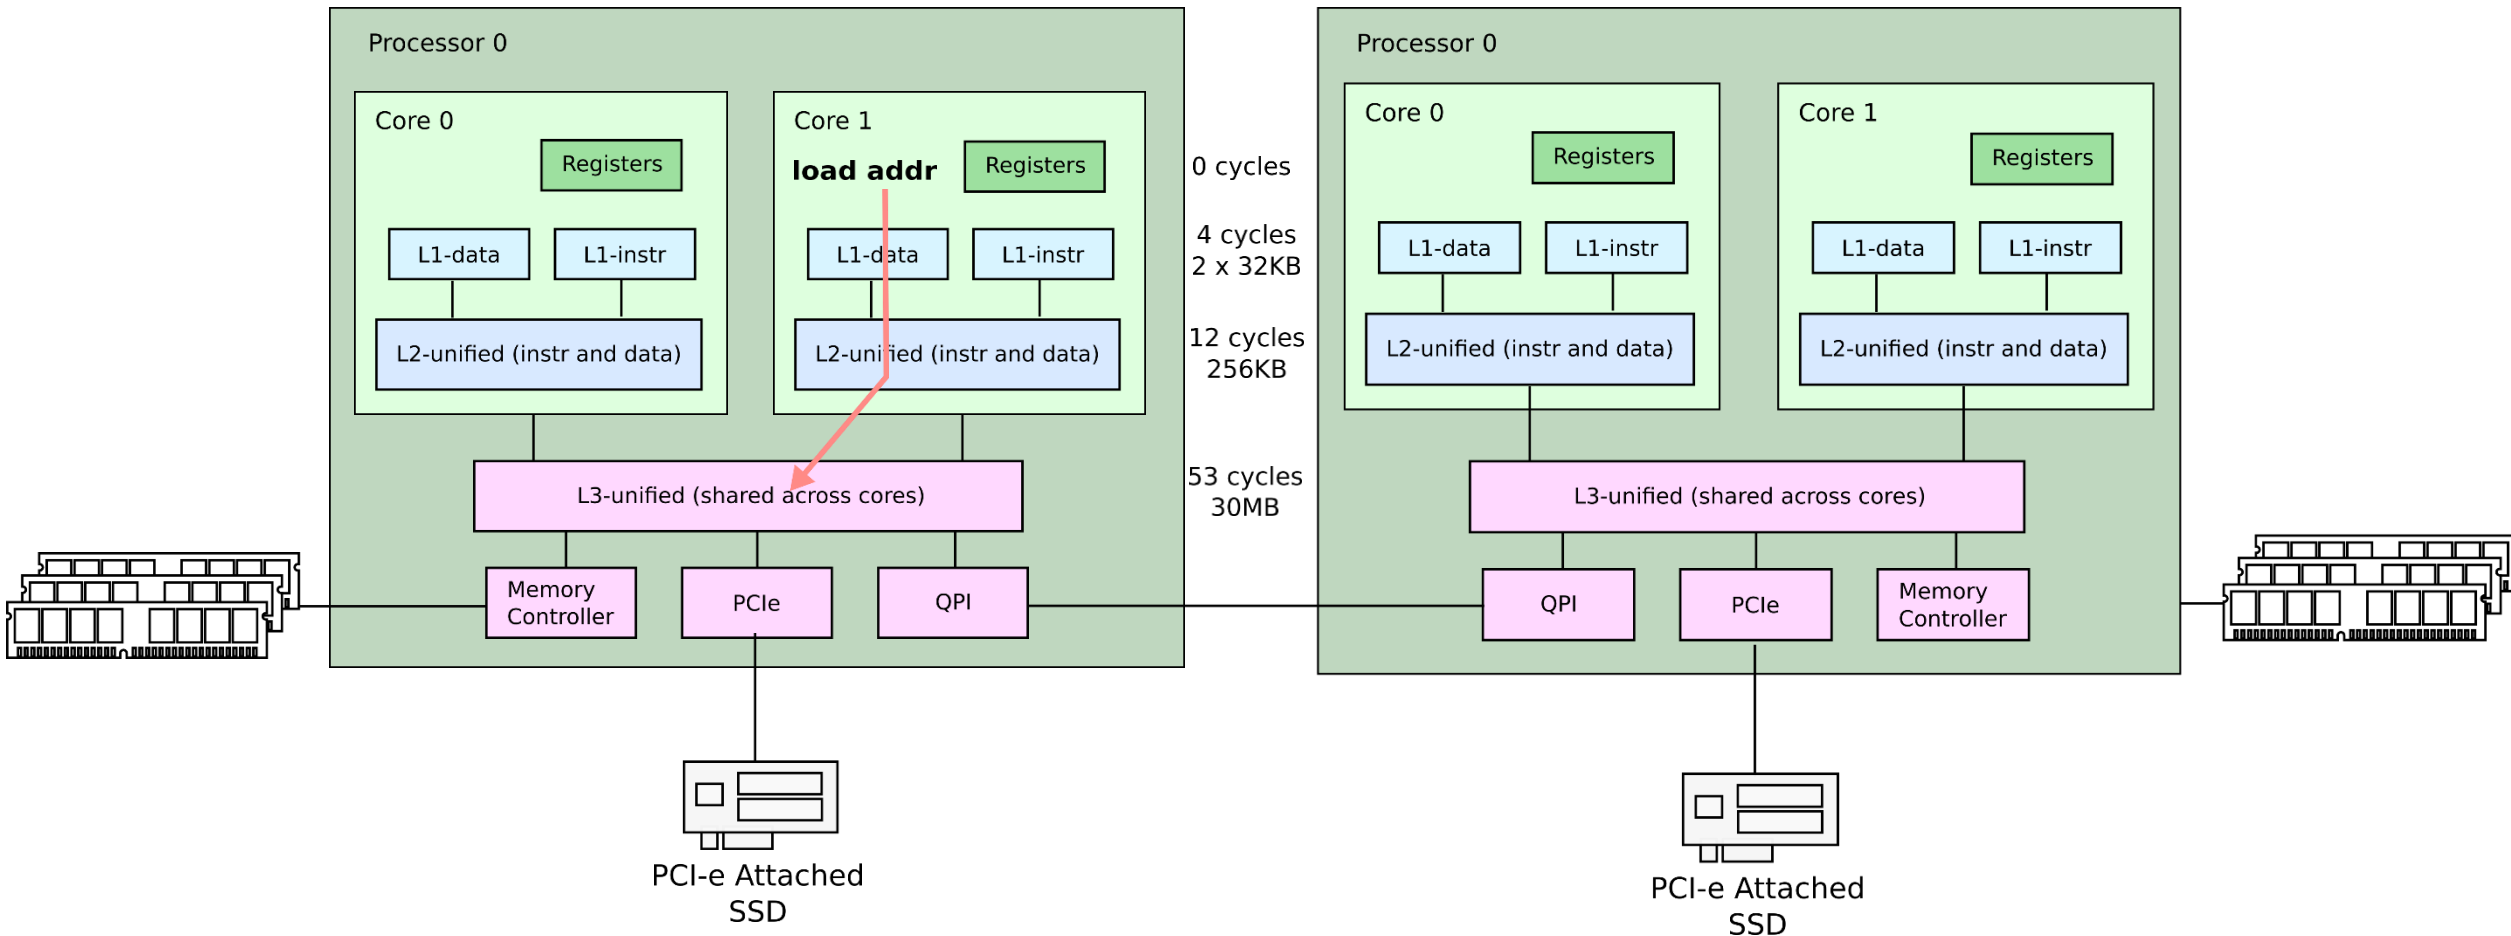 Processor 0
Core 0
Registers
L1-data
L1-instr
L2-unified (instr and data)
Core 1
load addr
Registers
L1-data
L1-instr
L2-unified (instr and data)
L3-unified (shared across cores)
Memory
Controller
PCIe
QPI
PCI-e Attached
SSD
0 cycles
4 cycles
2 x 32KB
12 cycles
256KB
53 cycles
30MB
Processor 0
Core 0
Registers
L1-data
L1-instr
L2-unified (instr and data)
Core 1
Registers
L1-data
L1-instr
L2-unified (instr and data)
L3-unified (shared across cores)
QPI
PCIe
Memory
Controller
PCI-e Attached
SSD